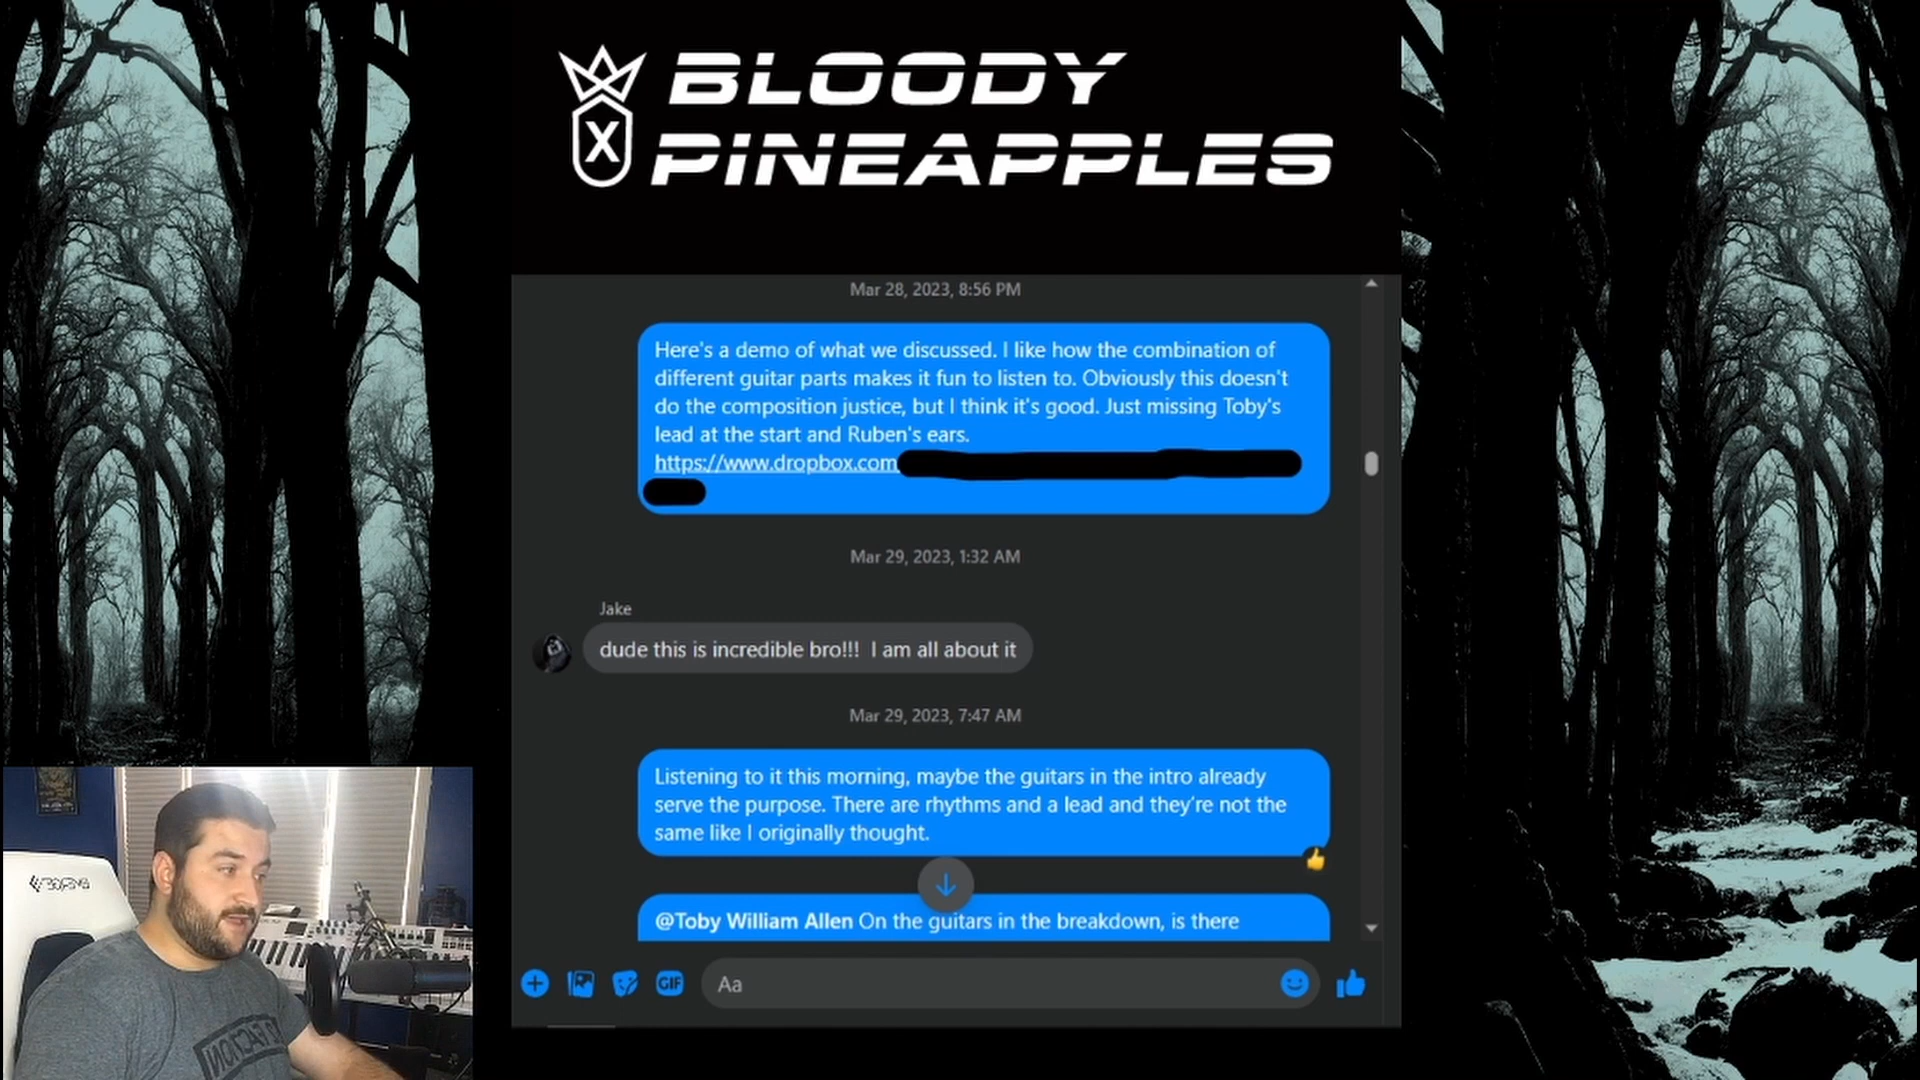 BLOODY
X
PINEAPPLES
Mar 28, 2023, 8:56 PM
Here's a demo of what we discussed. I like how the combination of
different guitar parts makes it fun to listen to. Obviously this doesn't
do the composition justice, but I think it's good. Just missing Toby's
lead at the start and Ruben's ears.
https://www.dropbox.com
Mar 29, 2023, 1:32 AM
Jake
dude this is incredible bro!!! I am all about it
Mar 29, 2023, 7:47 AM
Listening to it this morning, maybe the guitars in the intro already
serve the purpose. There are rhythms and a lead and they're not the
same like I originally thought.
@Toby William Allen On the guitars in the breakdown, is there
GIF
Aa